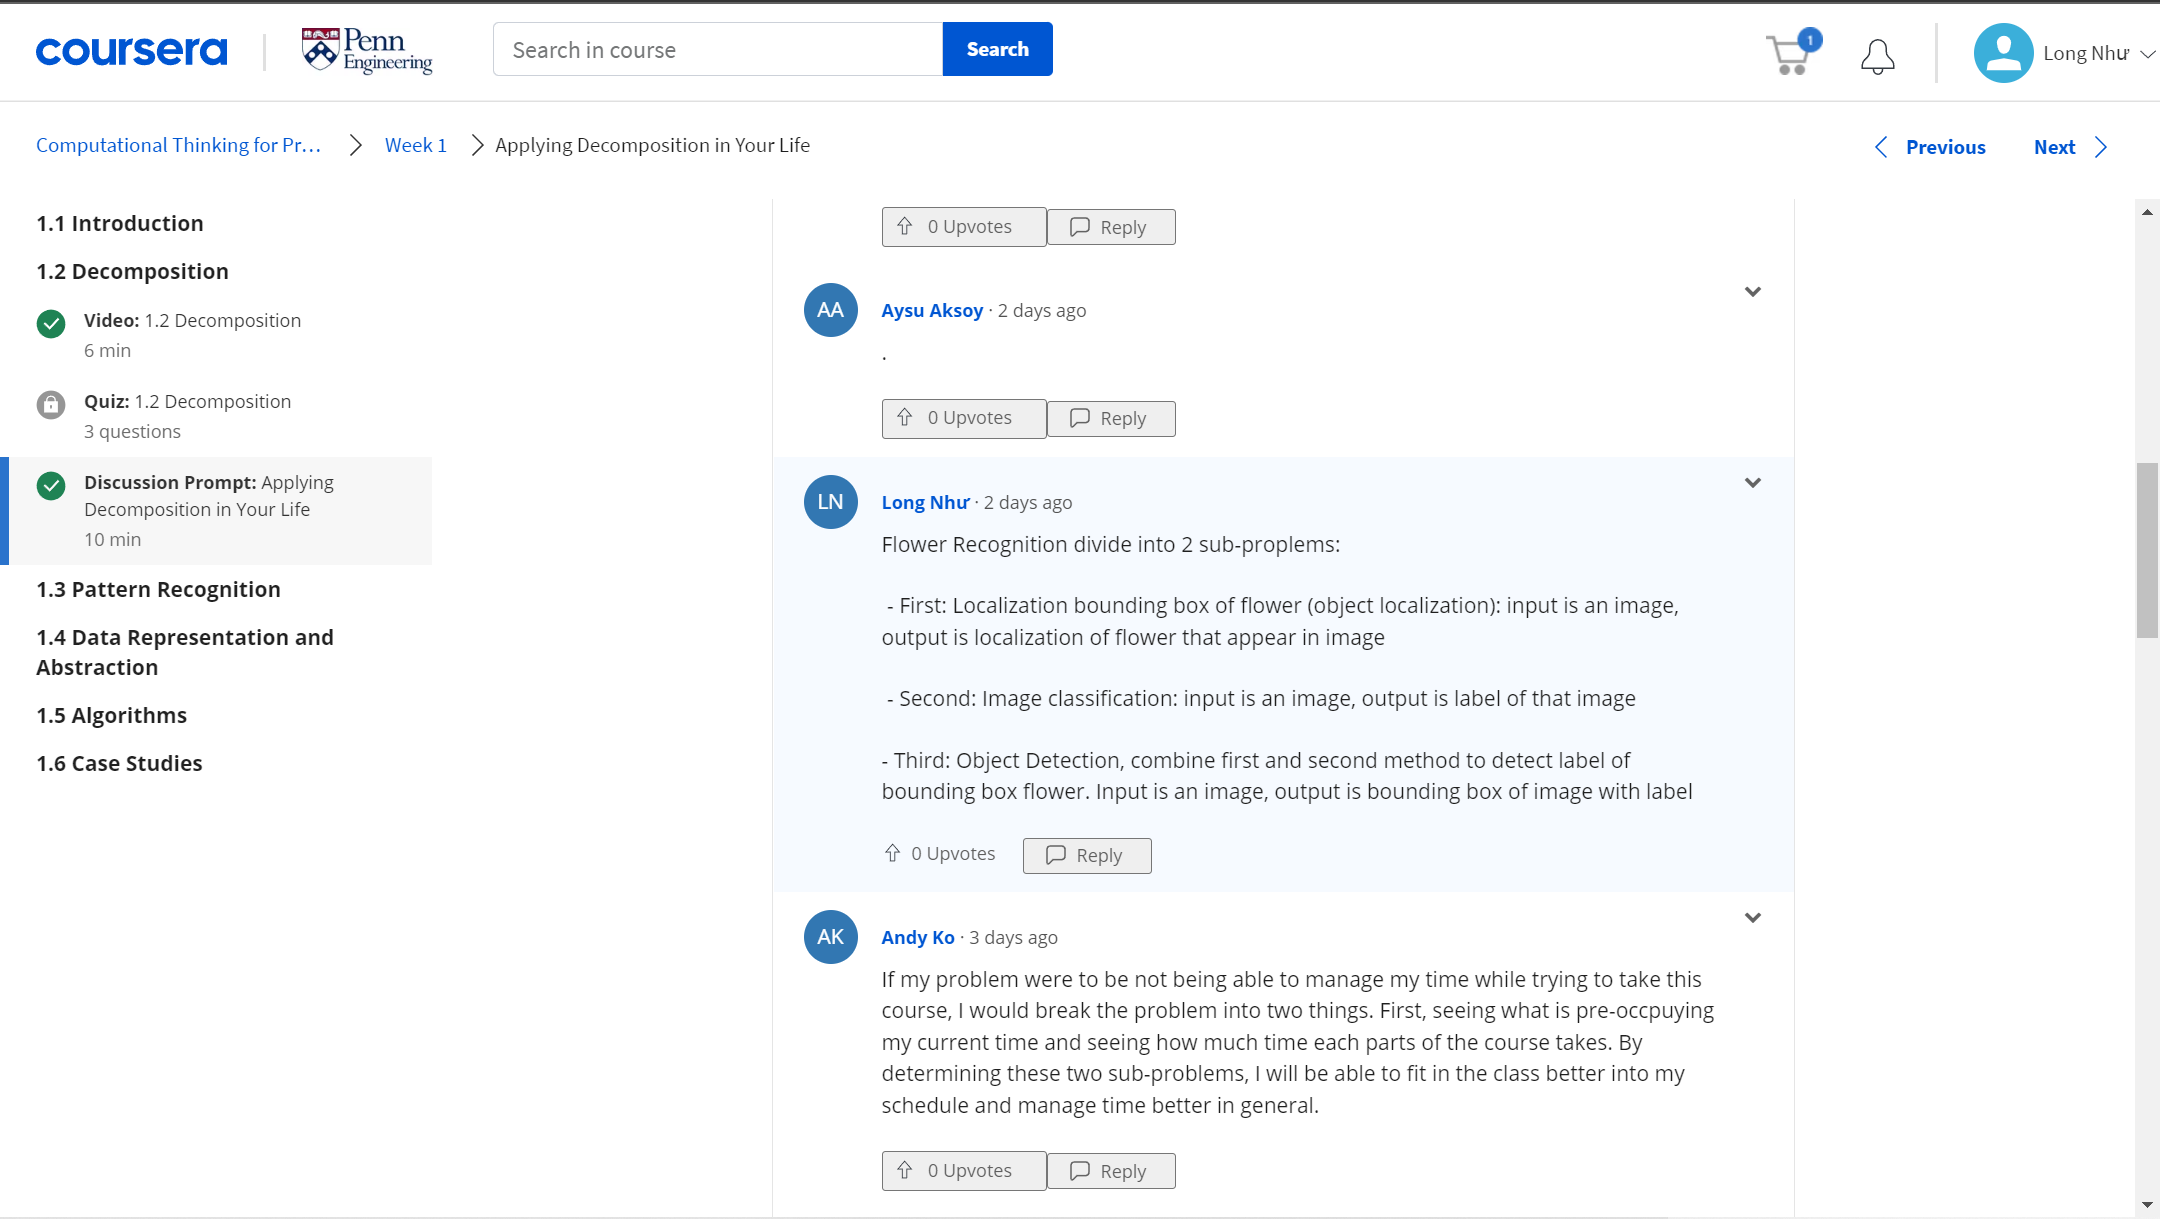 coursera
Penn
Engineering
Search in course
Search
1
Long Như
Computational Thinking for Pr...
Week 1
Applying Decomposition in Your Life
Previous
Next
1.1 Introduction
1.2 Decomposition
Video: 1.2 Decomposition
6 min
Quiz: 1.2 Decomposition
3 questions
Discussion Prompt: Applying
Decomposition in Your Life
10 min
1.3 Pattern Recognition
1.4 Data Representation and
Abstraction
1.5 Algorithms
1.6 Case Studies
0 Upvotes
Reply
AA
Aysu Aksoy · 2 days ago
.
0 Upvotes
Reply
LN
Long Như · 2 days ago
Flower Recognition divide into 2 sub-proplems:
- First: Localization bounding box of flower (object localization): input is an image,
output is localization of flower that appear in image
- Second: Image classification: input is an image, output is label of that image
- Third: Object Detection, combine first and second method to detect label of
bounding box flower. Input is an image, output is bounding box of image with label
0 Upvotes
Reply
AK
Andy Ko · 3 days ago
If my problem were to be not being able to manage my time while trying to take this
course, I would break the problem into two things. First, seeing what is pre-occpuying
my current time and seeing how much time each parts of the course takes. By
determining these two sub-problems, I will be able to fit in the class better into my
schedule and manage time better in general.
0 Upvotes
Reply